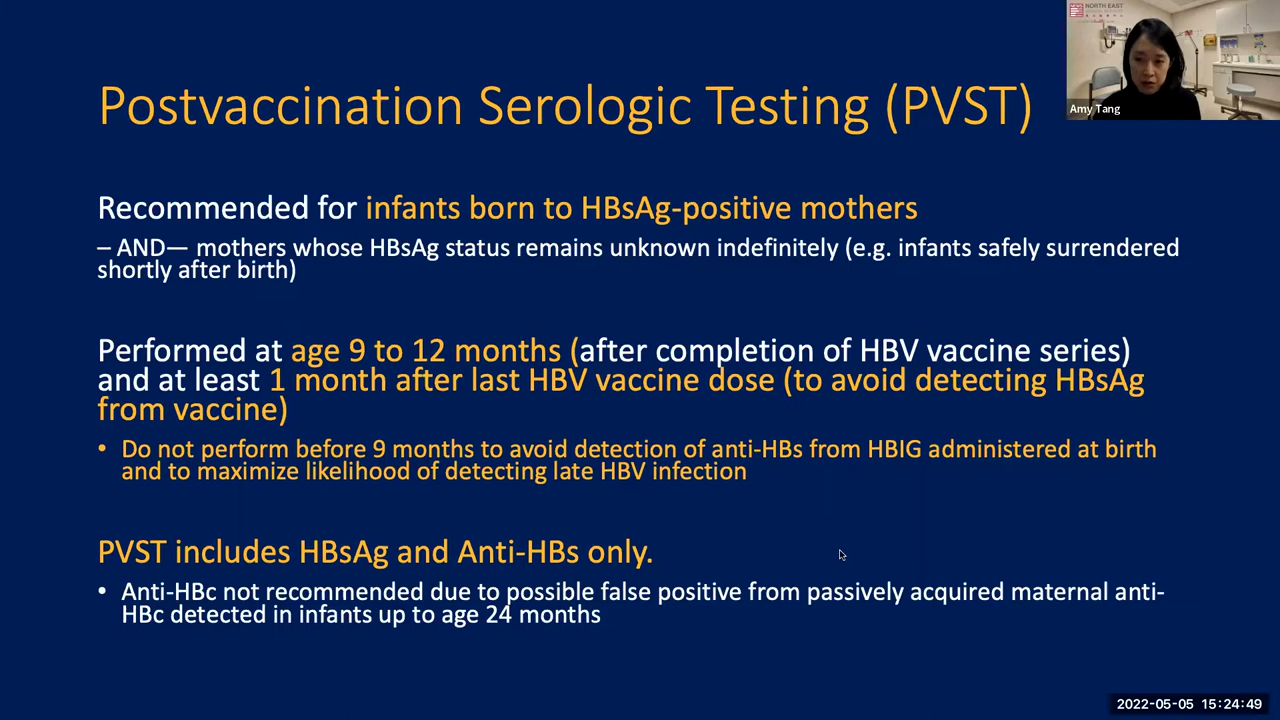 NORTH EAST
Amy Tang
Postvaccination Serologic Testing (PVST)
Recommended for infants born to HBsAg-positive mothers
– AND— mothers whose HBsAg status remains unknown indefinitely (e.g. infants safely surrendered
shortly after birth)
Performed at age 9 to 12 months (after completion of HBV vaccine series)
and at least 1 month after last HBV vaccine dose (to avoid detecting HBsAg
from vaccine)
• Do not perform before 9 months to avoid detection of anti-HBs from HBIG administered at birth
and to maximize likelihood of detecting late HBV infection
PVST includes HBsAg and Anti-HBs only.
• Anti-HBc not recommended due to possible false positive from passively acquired maternal anti-
HBc detected in infants up to age 24 months
2022-05-05 15:24:49